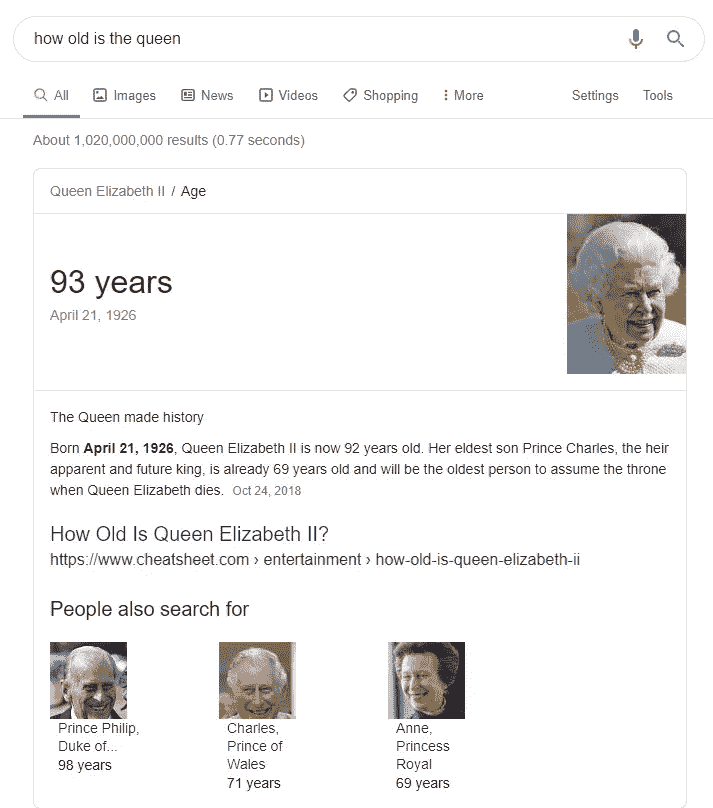 how old is the queen
All Images News Videos Shopping More Settings Tools
About 1,020,000,000 results (0.77 seconds)
Queen Elizabeth II / Age
93 years
April 21, 1926
The Queen made history
Born April 21, 1926, Queen Elizabeth II is now 92 years old. Her eldest son Prince Charles, the heir
apparent and future king, is already 69 years old and will be the oldest person to assume the throne
when Queen Elizabeth dies. Oct 24, 2018
How Old Is Queen Elizabeth II?
https://www.cheatsheet.com › entertainment › how-old-is-queen-elizabeth-ii
People also search for
Prince Philip,
Duke of...
98 years
Charles,
Prince of
Wales
71 years
Anne,
Princess
Royal
69 years